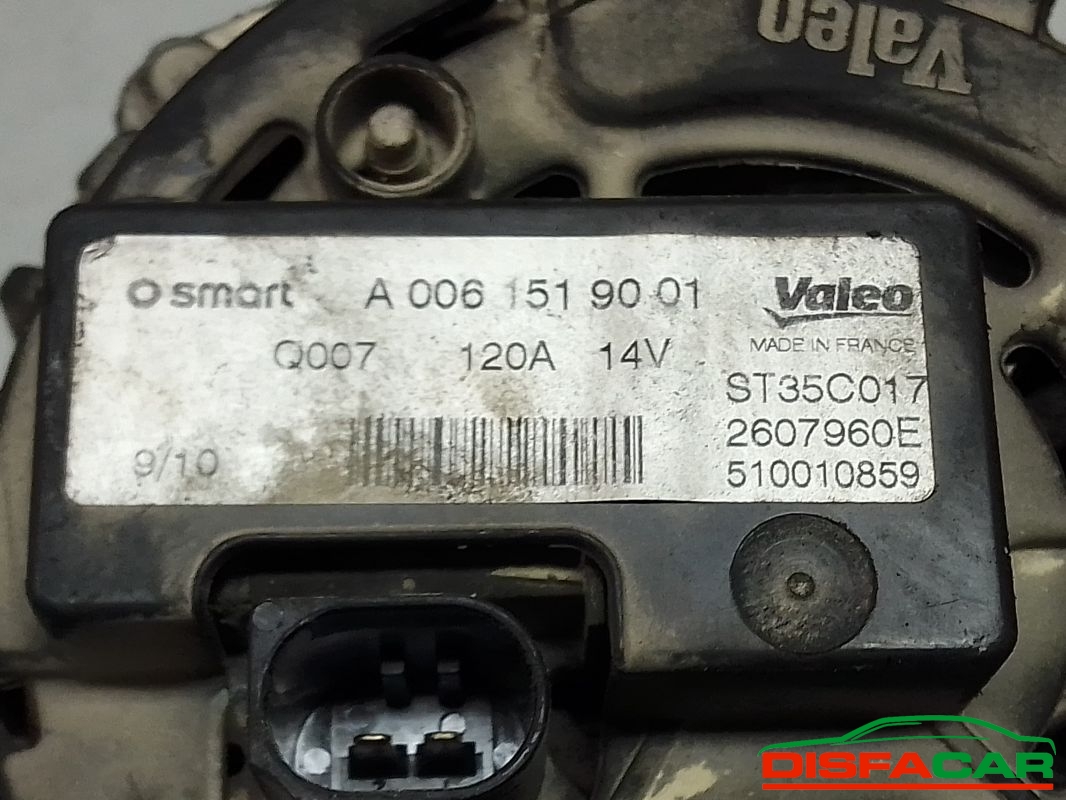 Valeo
smart A 006 151 90 01 Valeo
Q007 120A 14V MADE IN FRANCE
ST35C017
9/10 2607960E
510010859
DISFACAR